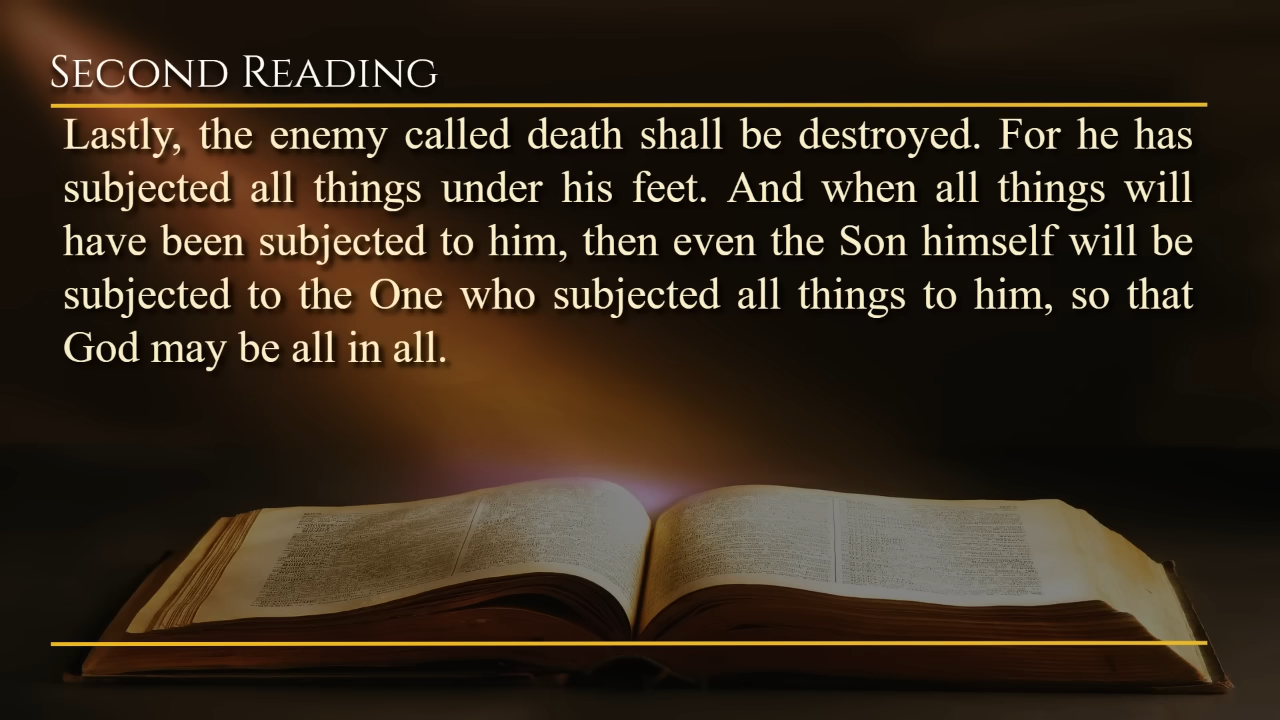 Second Reading
Lastly, the enemy called death shall be destroyed. For he has
subjected all things under his feet. And when all things will
have been subjected to him, then even the Son himself will be
subjected to the One who subjected all things to him, so that
God may be all in all.